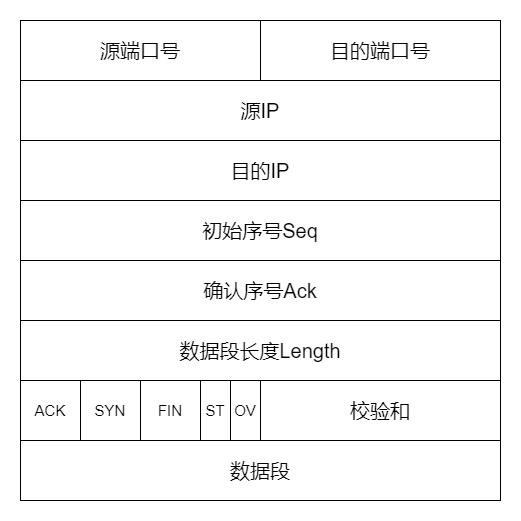 源端口号 目的端口号
源IP
目的IP
初始序号Seq
确认序号Ack
数据段长度Length
ACK SYN FIN ST OV 校验和
数据段